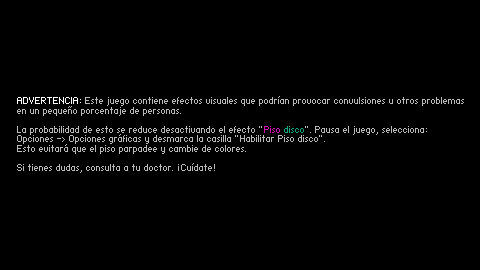 ADVERTENCIA: Este juego contiene efectos visuales que podrían provocar convulsiones u otros problemas
en un pequeño porcentaje de personas.
La probabilidad de esto se reduce desactivando el efecto "Piso disco". Pausa el juego, selecciona:
Opciones -> Opciones gráficas y desmarca la casilla "Habilitar Piso disco".
Esto evitará que el piso parpadee y cambie de colores.
Si tienes dudas, consulta a tu doctor. ¡Cuídate!